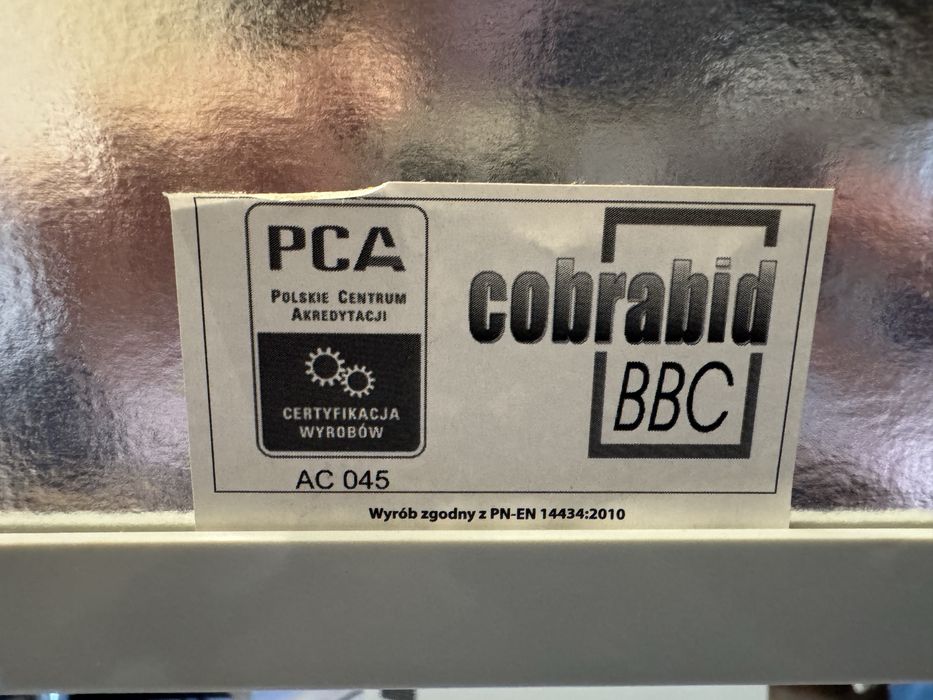 PCA
POLSKIE CENTRUM
AKREDYTACJI
CERTYFIKACJA
WYROBÓW
AC 045
cobrabid
BBC
Wyrób zgodny z PN-EN 14434:2010